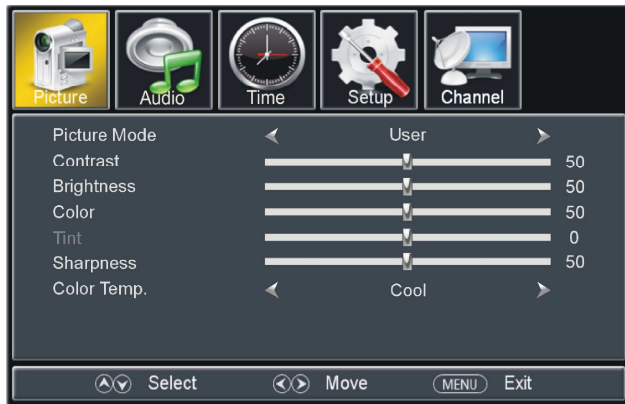 Picture Audio Time Setup Channel
Picture Mode User
Contrast 50
Brightness 50
Color 50
Tint 0
Sharpness 50
Color Temp. Cool
Select Move MENU Exit